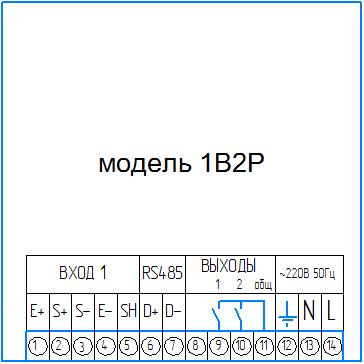 модель 1В2Р
ВХОД 1 RS485 ВЫХОДЫ ~220В 50Гц
1 2 общ
E+ S+ S− E− SH D+ D− N L
1 2 3 4 5 6 7 8 9 10 11 12 13 14